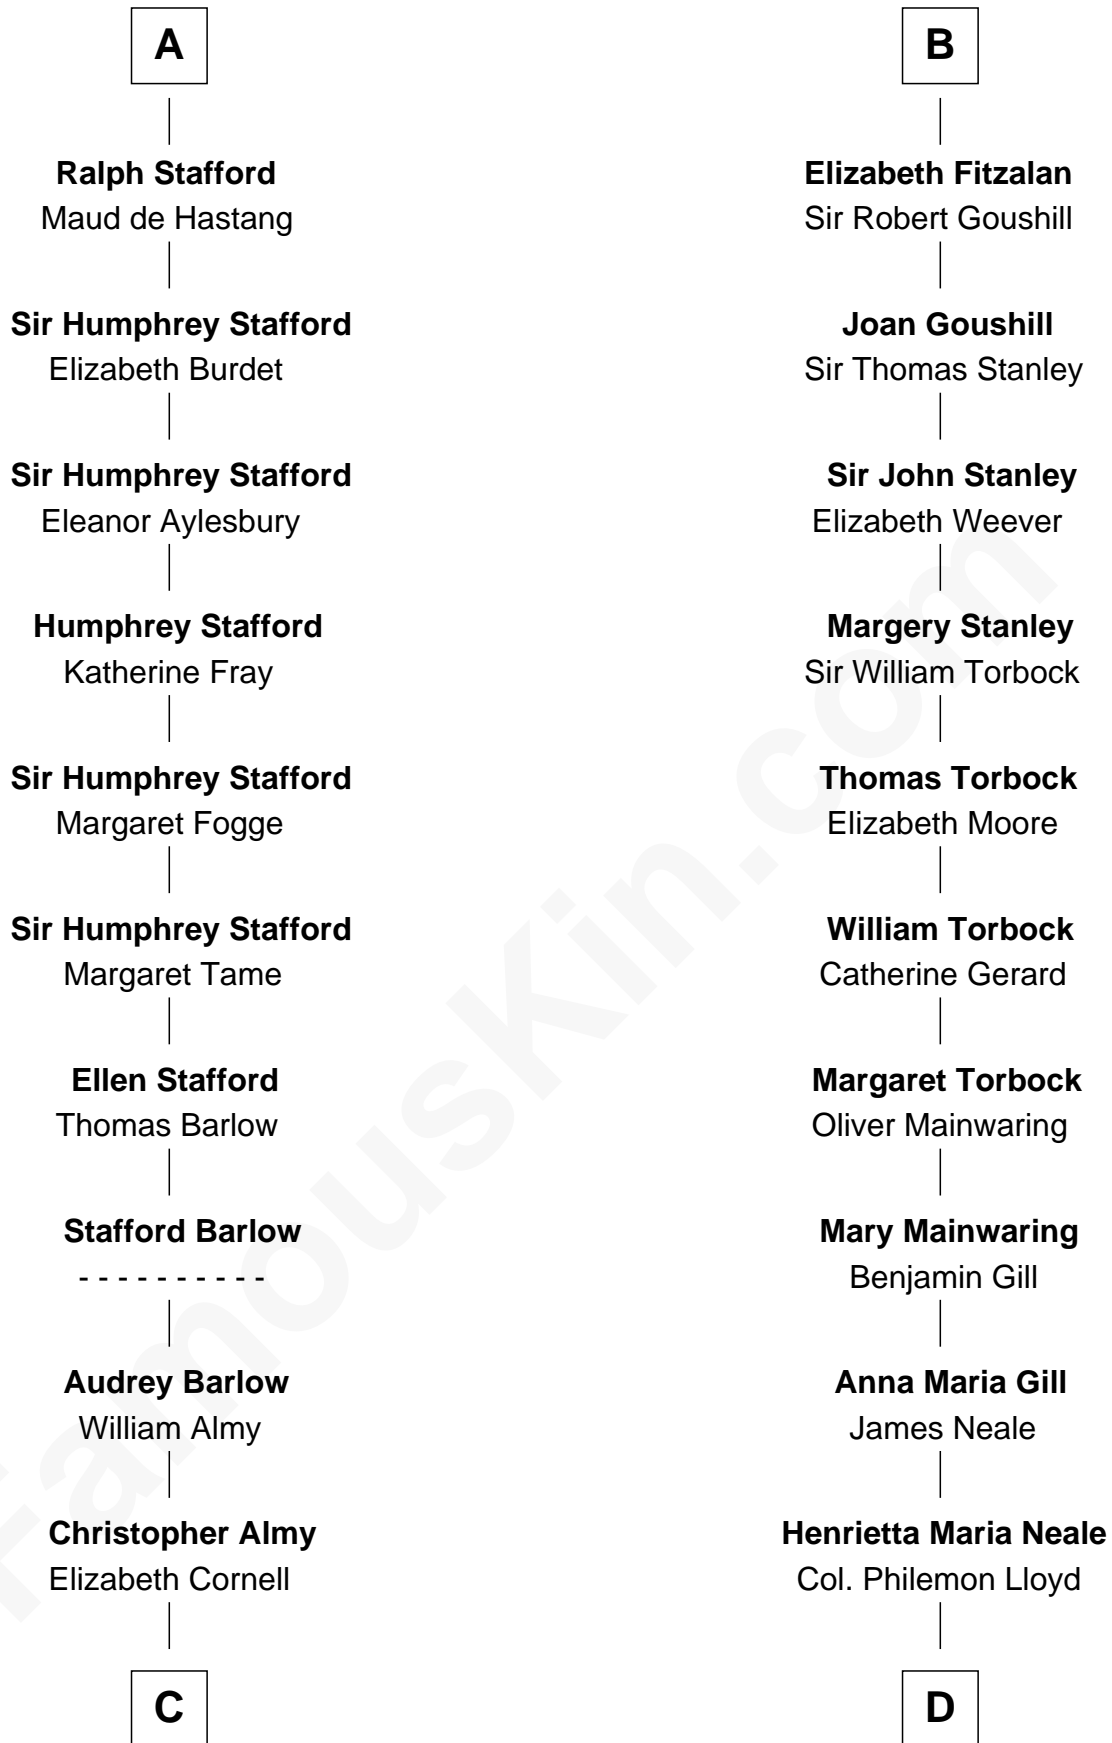 A
Ralph Stafford
Maud de Hastang
Sir Humphrey Stafford
Elizabeth Burdet
Sir Humphrey Stafford
Eleanor Aylesbury
Humphrey Stafford
Katherine Fray
Sir Humphrey Stafford
Margaret Fogge
Sir Humphrey Stafford
Margaret Tame
Ellen Stafford
Thomas Barlow
Stafford Barlow
- - - - - - - - - -
Audrey Barlow
William Almy
Christopher Almy
Elizabeth Cornell
C
B
Elizabeth Fitzalan
Sir Robert Goushill
Joan Goushill
Sir Thomas Stanley
Sir John Stanley
Elizabeth Weever
Margery Stanley
Sir William Torbock
Thomas Torbock
Elizabeth Moore
William Torbock
Catherine Gerard
Margaret Torbock
Oliver Mainwaring
Mary Mainwaring
Benjamin Gill
Anna Maria Gill
James Neale
Henrietta Maria Neale
Col. Philemon Lloyd
D
FamousKin.com